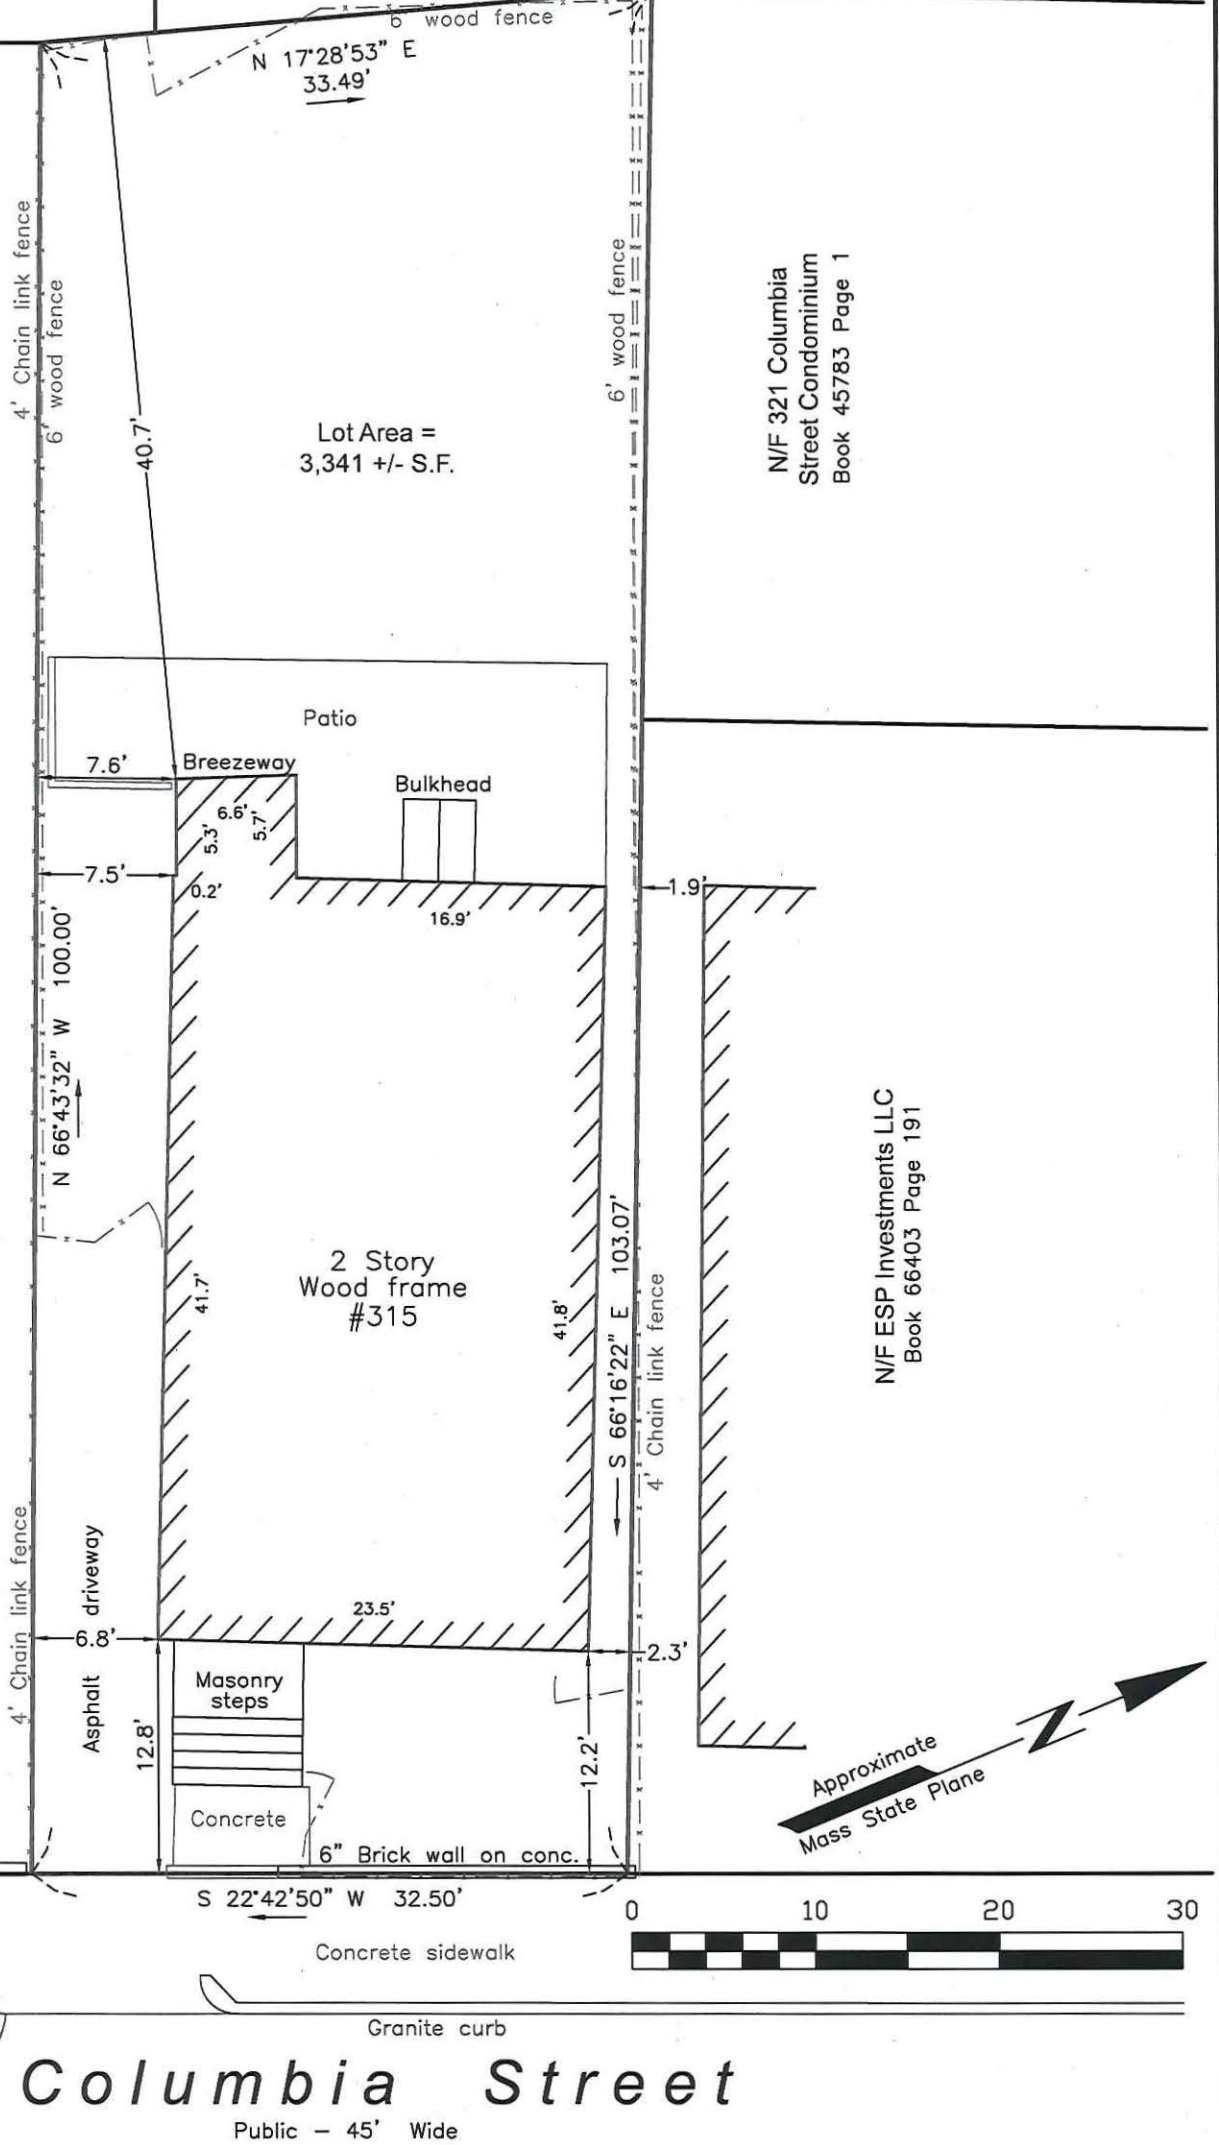 6' wood fence
N 17°28'53" E
33.49'
4' Chain link fence
6' wood fence
40.7'
Lot Area =
3,341 +/- S.F.
6' wood fence
N/F 321 Columbia
Street Condominium
Book 45783 Page 1
Patio
7.6'
Breezeway
Bulkhead
6.6'
5.3'
5.7'
7.5'
0.2'
16.9'
1.9'
N 66°43'32" W 100.00'
2 Story
Wood frame
#315
41.7'
41.8'
S 66°16'22" E 103.07'
4' Chain link fence
N/F ESP Investments LLC
Book 66403 Page 191
4' Chain link fence
Asphalt driveway
23.5'
6.8'
2.3'
Masonry
steps
12.8'
12.2'
Concrete
6" Brick wall on conc.
N
Approximate
Mass State Plane
S 22°42'50" W 32.50'
0 10 20 30
Concrete sidewalk
Granite curb
Columbia Street
Public - 45' Wide